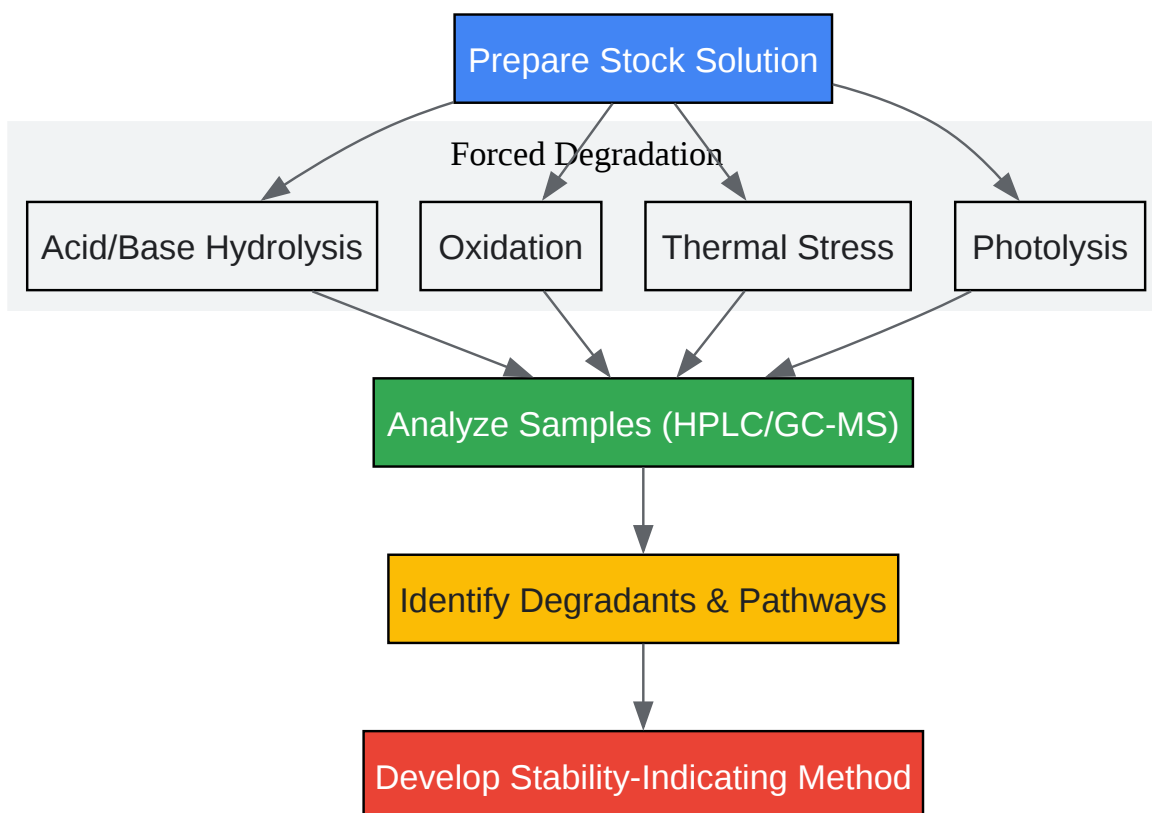 Prepare Stock Solution
Forced Degradation
Acid/Base Hydrolysis
Oxidation
Thermal Stress
Photolysis
Analyze Samples (HPLC/GC-MS)
Identify Degradants & Pathways
Develop Stability-Indicating Method